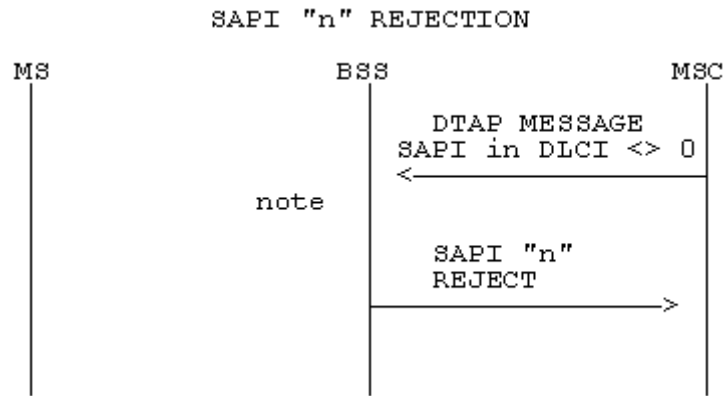 SAPI "n" REJECTION
MS BSS MSC
DTAP MESSAGE
SAPI in DLCI <> 0
note
SAPI "n"
REJECT